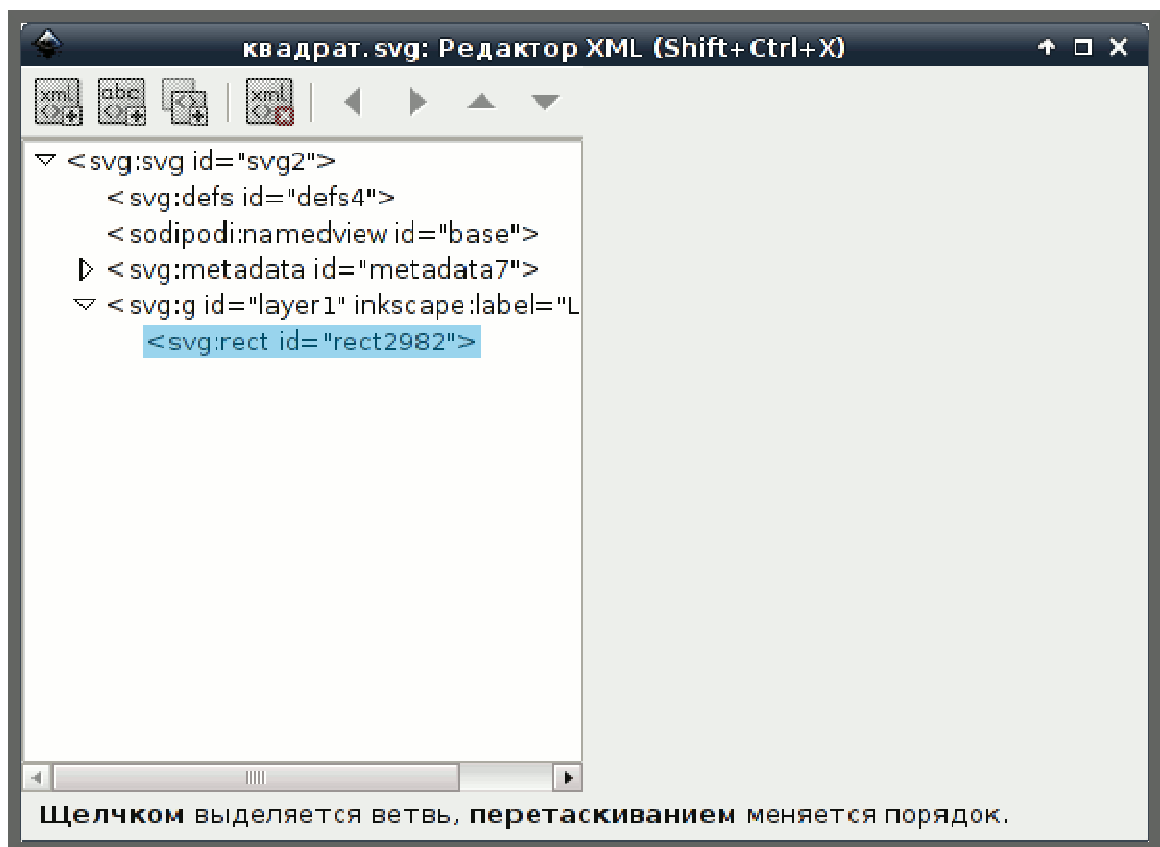 квадрат.svg: Редактор XML (Shift+Ctrl+X)
xml abc xml
<svg:svg id="svg2">
<svg:defs id="defs4">
<sodipodi:namedview id="base">
<svg:metadata id="metadata7">
<svg:g id="layer1" inkscape:label="L
<svg:rect id="rect2982">
Щелчком выделяется ветвь, перетаскиванием меняется порядок.